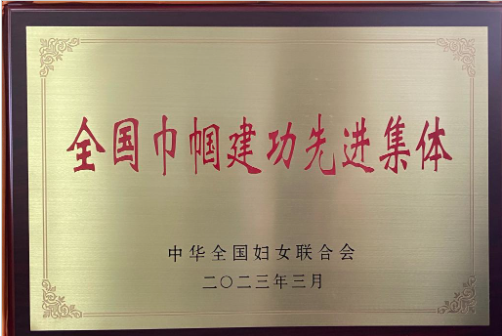 全国巾帼建功先进集体
中华全国妇女联合会
二〇二三年三月